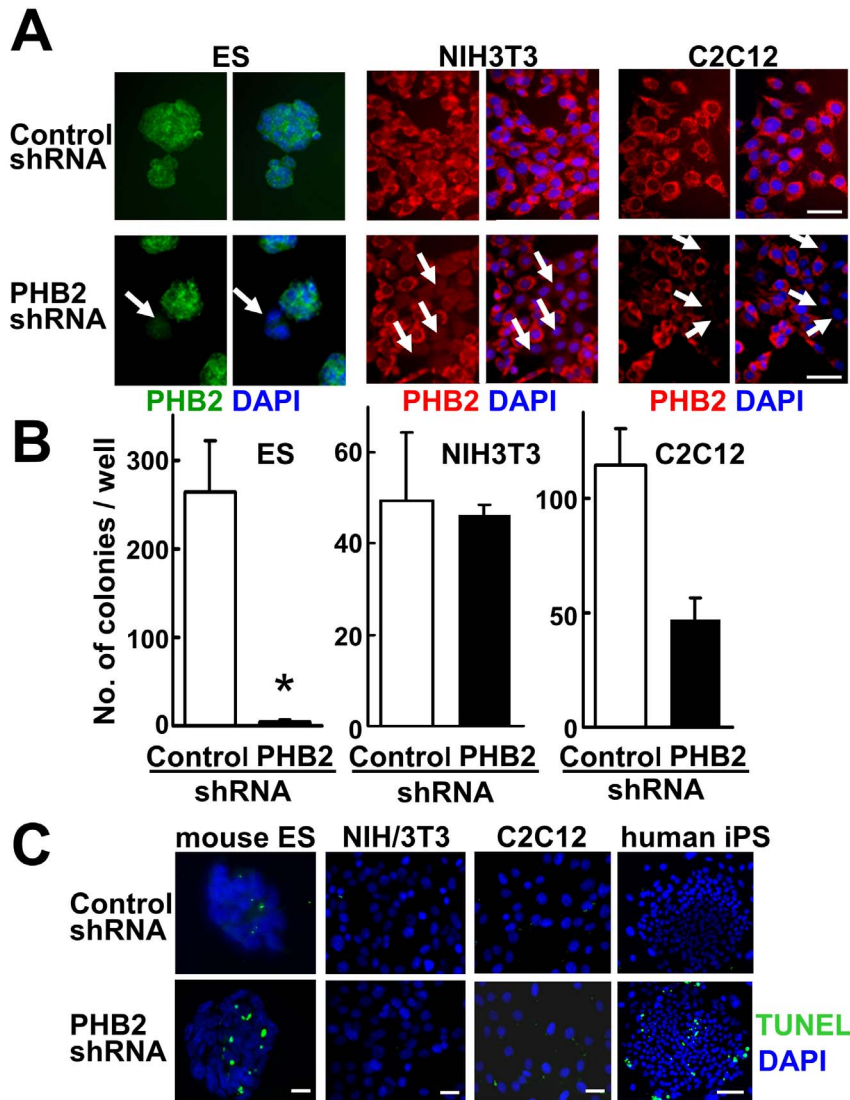 A
ES NIH3T3 C2C12
Control
shRNA
PHB2
shRNA
PHB2 DAPI PHB2 DAPI PHB2 DAPI
B
No. of colonies / well
300
200
100
0
ES
*
Control PHB2
shRNA
60
40
20
0
NIH3T3
Control PHB2
shRNA
100
50
0
C2C12
Control PHB2
shRNA
C
mouse ES NIH/3T3 C2C12 human iPS
Control
shRNA
PHB2
shRNA
TUNEL
DAPI